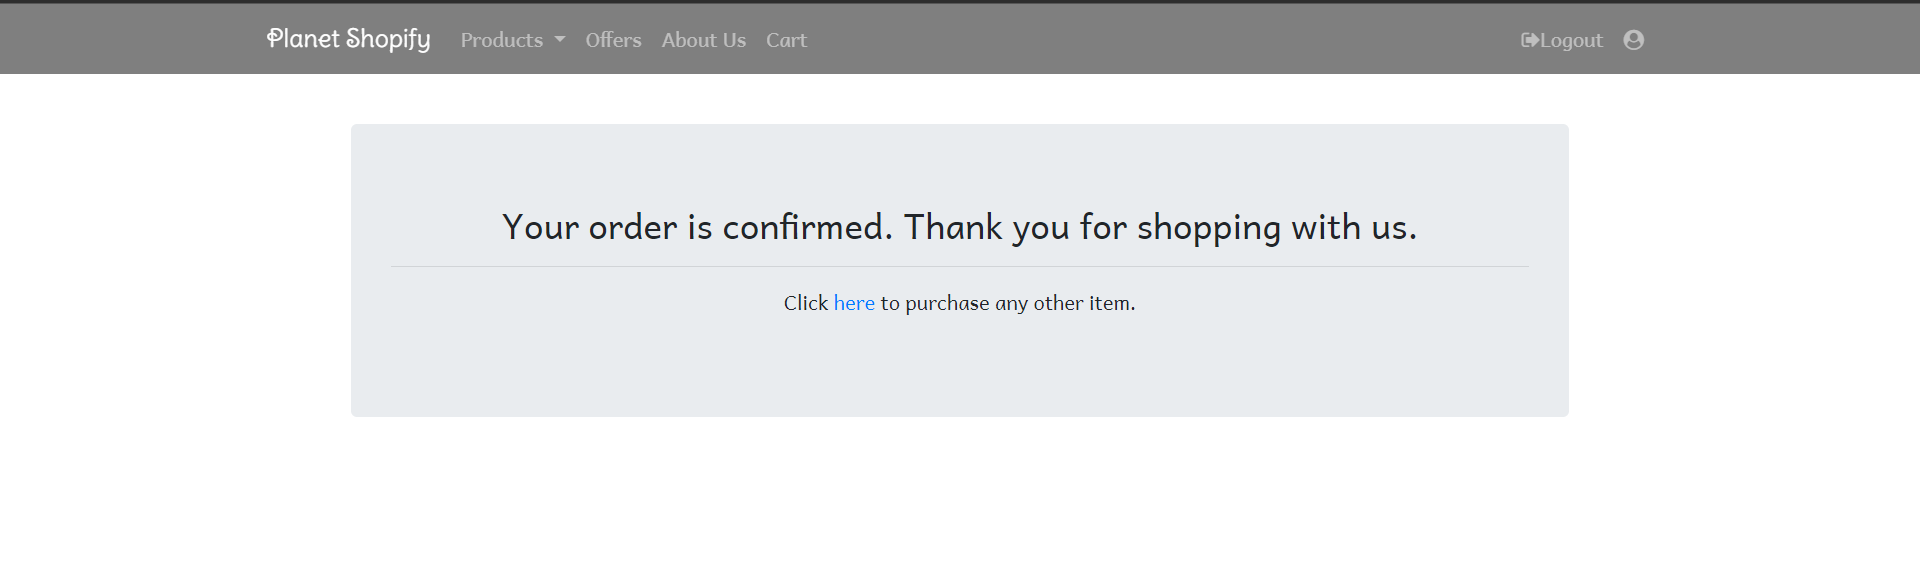 Planet Shopify Products Offers About Us Cart Logout
Your order is confirmed. Thank you for shopping with us.
Click here to purchase any other item.